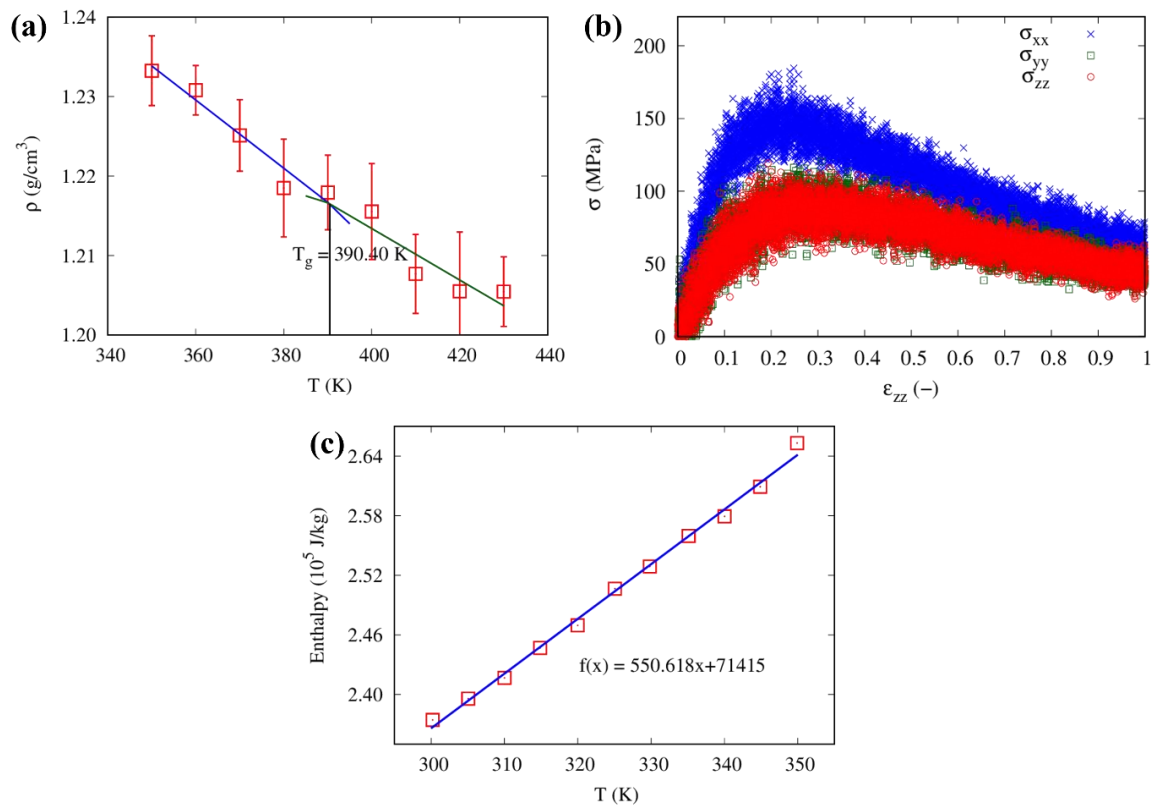 (a)
1.24
1.23
1.22
1.21
1.20
ρ (g/cm³)
T_g = 390.40 K
340 360 380 400 420 440
T (K)
(b)
200
150
100
50
0
σ (MPa)
σ_xx
σ_yy
σ_zz
0 0.1 0.2 0.3 0.4 0.5 0.6 0.7 0.8 0.9 1
ε_zz (−)
(c)
2.64
2.58
2.52
2.46
2.40
Enthalpy (10⁵ J/kg)
f(x) = 550.618x+71415
300 310 320 330 340 350
T (K)